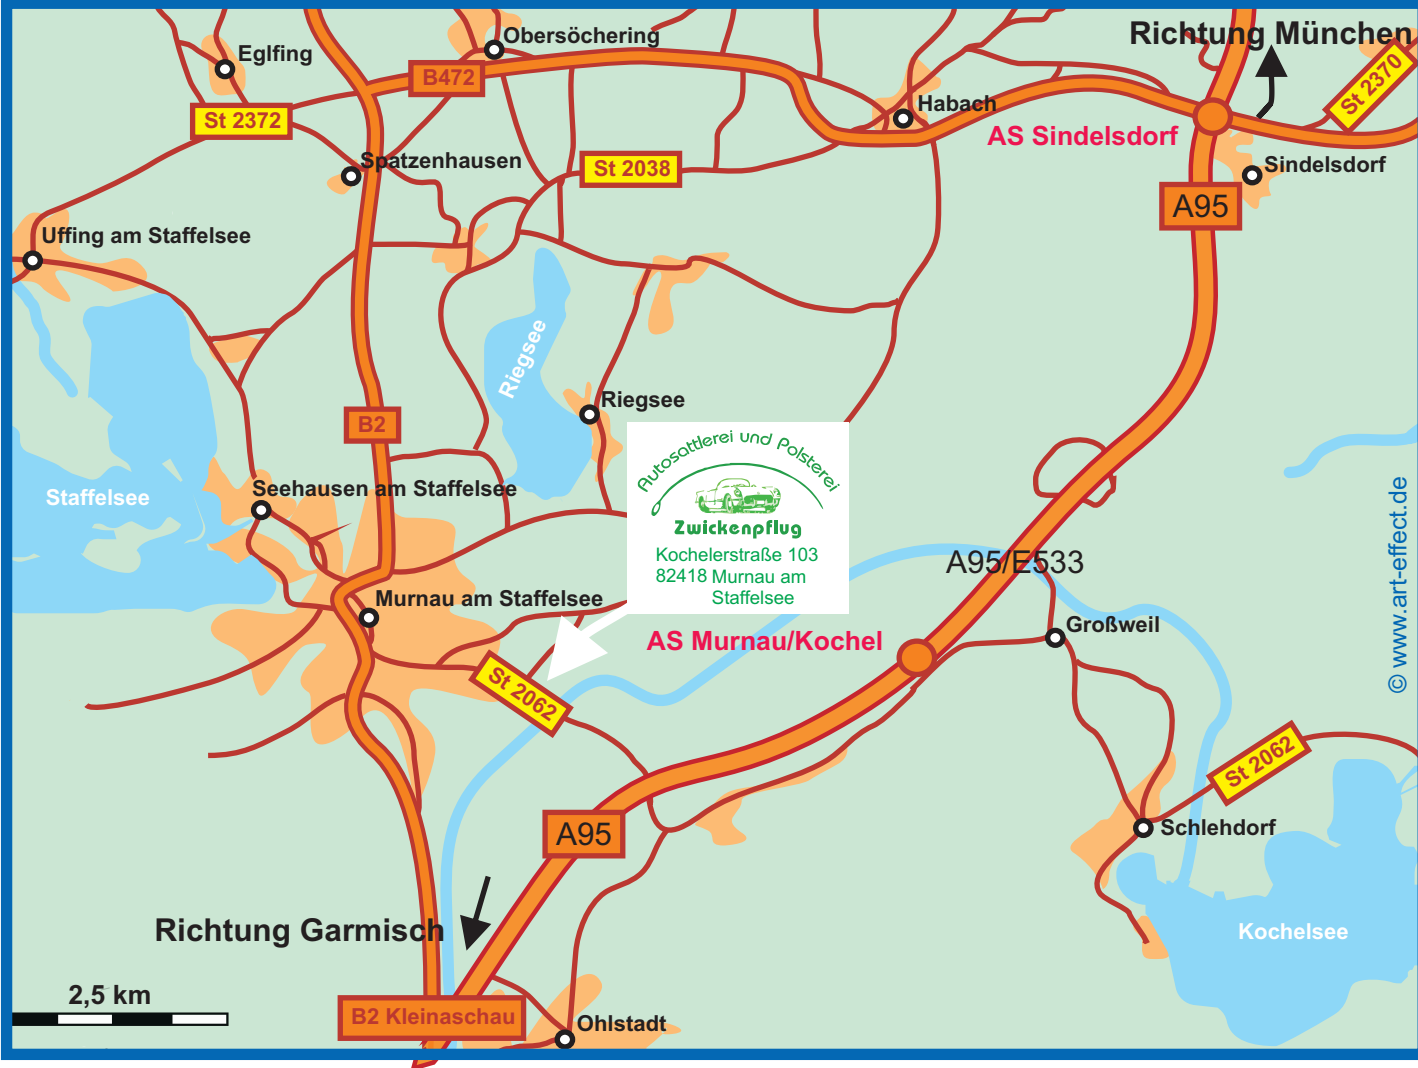 Richtung München
Obersöchering
Eglfing
B472
St 2370
Habach
St 2372
AS Sindelsdorf
Spatzenhausen
St 2038
Sindelsdorf
A95
Uffing am Staffelsee
Riegsee
Riegsee
B2
Autosattlerei und Polsterei
Zwickenpflug
Kochelerstraße 103
82418 Murnau am
Staffelsee
Staffelsee
Seehausen am Staffelsee
A95/E533
© www.art-effect.de
Murnau am Staffelsee
AS Murnau/Kochel
Großweil
St 2062
St 2062
A95
Schlehdorf
Richtung Garmisch
Kochelsee
2,5 km
B2 Kleinaschau
Ohlstadt